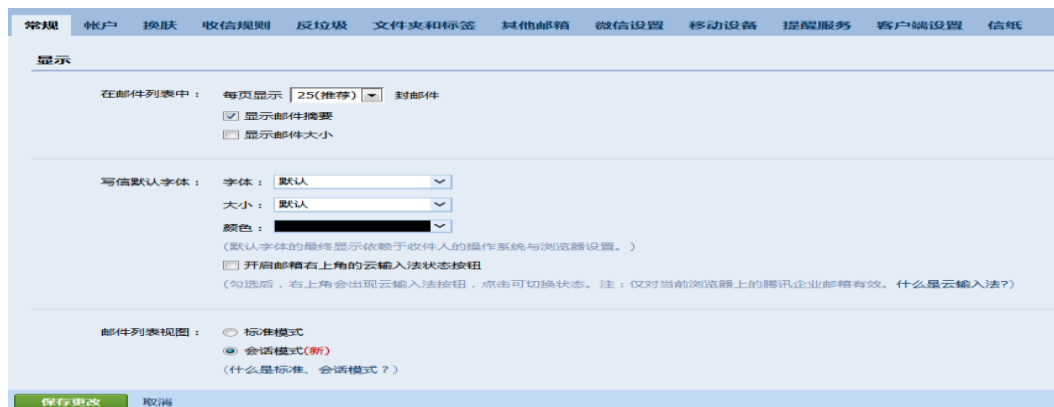 常规 帐户 换肤 收信规则 反垃圾 文件夹和标签 其他邮箱 微信设置 移动设备 提醒服务 客户端设置 信纸
显示
在邮件列表中： 每页显示 25(推荐) 封邮件
显示邮件摘要
显示邮件大小
写信默认字体： 字体： 默认
大小： 默认
颜色：
(默认字体的最终显示依赖于收件人的操作系统与浏览器设置。)
开启邮箱右上角的云输入法状态按钮
(勾选后，右上角会出现云输入法按钮，点击可切换状态。注：仅对当前浏览器上的腾讯企业邮箱有效。什么是云输入法?)
邮件列表视图： 标准模式
会话模式(新)
(什么是标准、会话模式？)
保存更改 取消